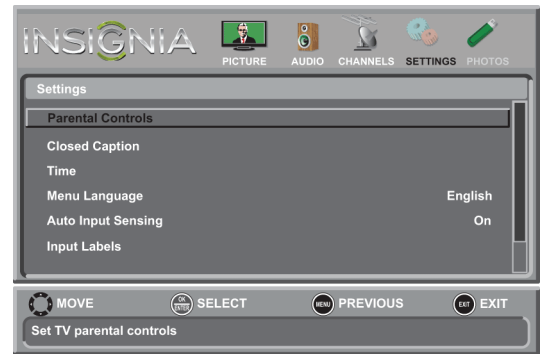 INSIGNIA
PICTURE AUDIO CHANNELS SETTINGS PHOTOS
Settings
Parental Controls
Closed Caption
Time
Menu Language English
Auto Input Sensing On
Input Labels
MOVE OK ENTER SELECT MENU PREVIOUS EXIT EXIT
Set TV parental controls